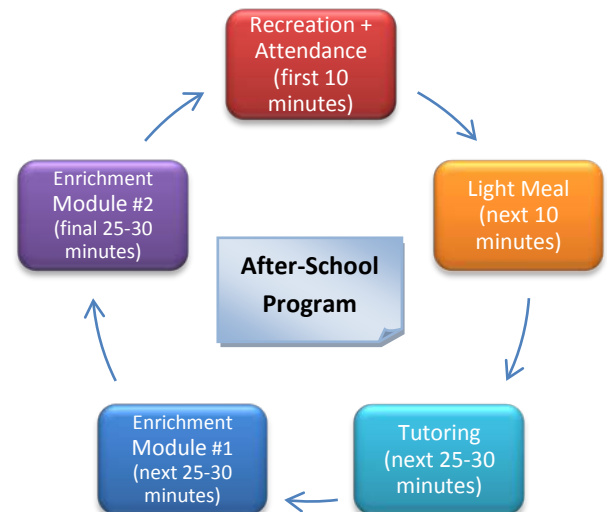 Recreation +
Attendance
(first 10
minutes)
Light Meal
(next 10
minutes)
Tutoring
(next 25-30
minutes)
Enrichment
Module #1
(next 25-30
minutes)
Enrichment
Module #2
(final 25-30
minutes)
After-School
Program